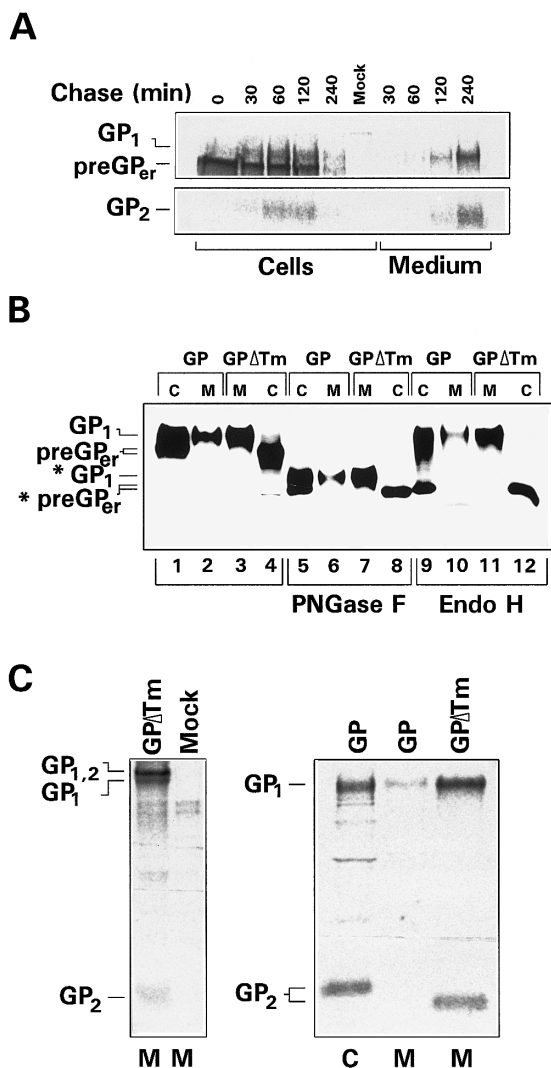 A
Chase (min) 0 30 60 120 240 Mock 30 60 120 240
GP1
preGPer
GP2
Cells Medium
B
GP GPΔTm GP GPΔTm GP GPΔTm
C M M C C M M C C M M C
GP1
preGPer
* GP1
* preGPer
1 2 3 4 5 6 7 8 9 10 11 12
PNGase F Endo H
C
GPΔTm Mock GP GP GPΔTm
GP1,2
GP1 GP1
GP2 GP2
M M C M M